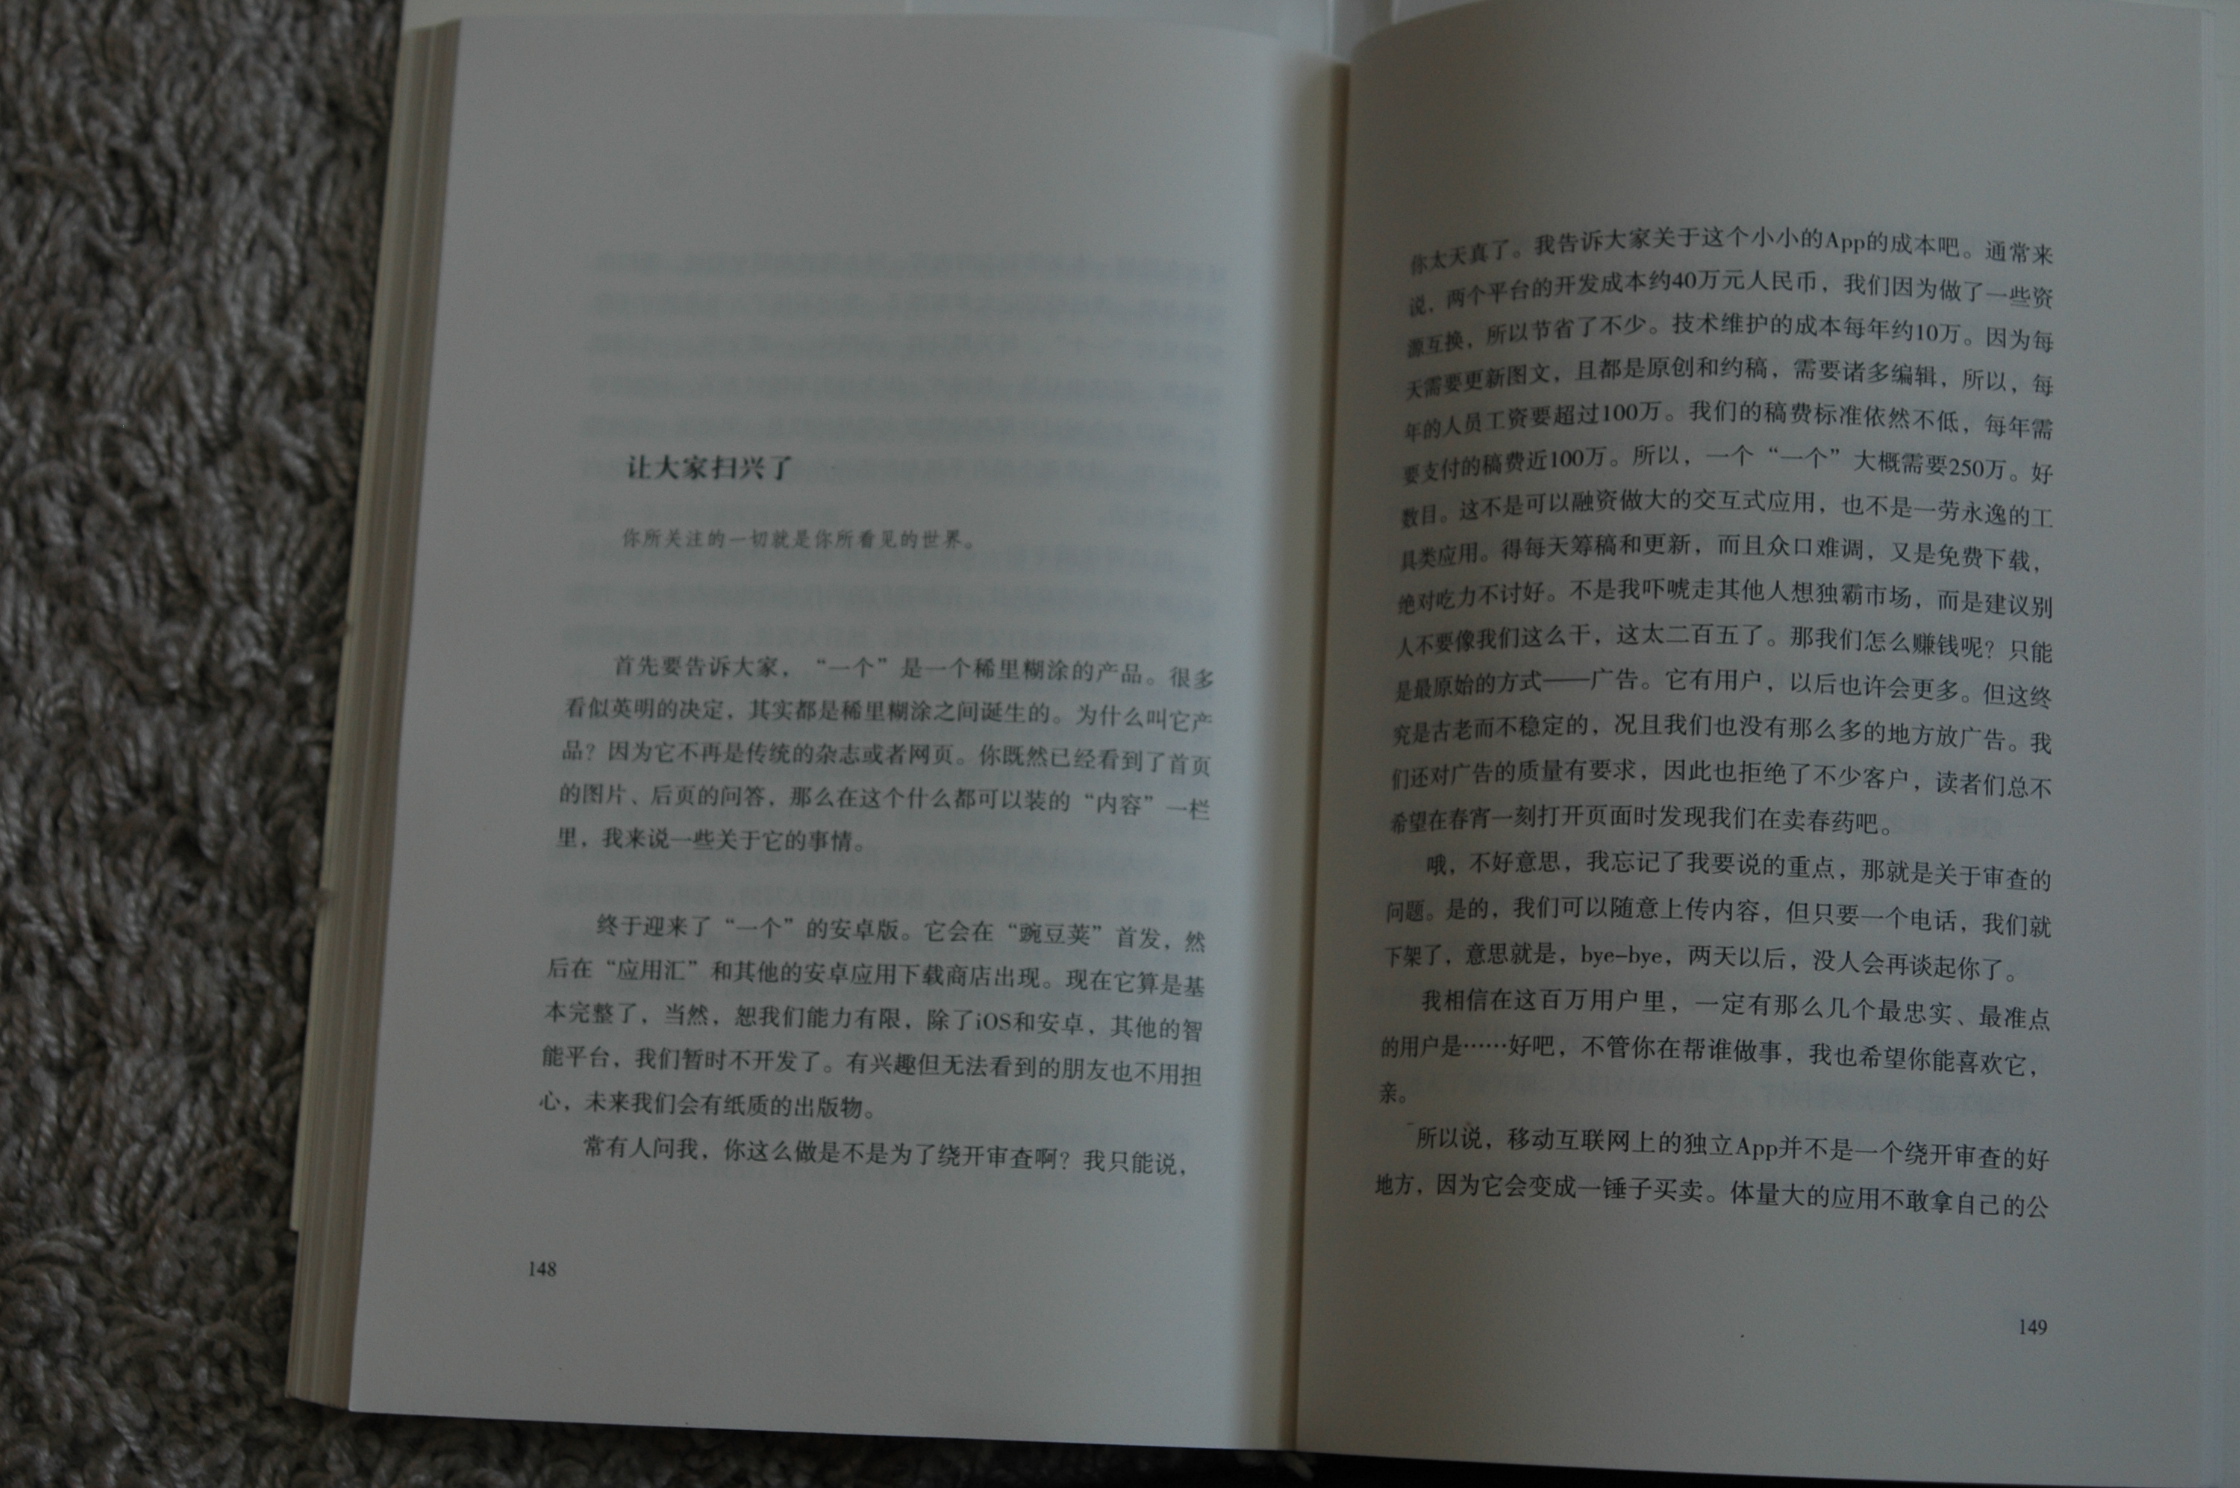 让大家扫兴了
你所关注的一切就是你所看见的世界。
首先要告诉大家，“一个”是一个稀里糊涂的产品。很多
看似英明的决定，其实都是稀里糊涂之间诞生的。为什么叫它产
品？因为它不再是传统的杂志或者网页。你既然已经看到了首页
的图片、后页的问答，那么在这个什么都可以装的“内容”一栏
里，我来说一些关于它的事情。
终于迎来了“一个”的安卓版。它会在“豌豆荚”首发，然
后在“应用汇”和其他的安卓应用下载商店出现。现在它算是基
本完整了，当然，恕我们能力有限，除了iOS和安卓，其他的智
能平台，我们暂时不开发了。有兴趣但无法看到的朋友也不用担
心，未来我们会有纸质的出版物。
常有人问我，你这么做是不是为了绕开审查啊？我只能说，
148
你太天真了。我告诉大家关于这个小小的App的成本吧。通常来
说，两个平台的开发成本约40万元人民币，我们因为做了一些资
源互换，所以节省了不少。技术维护的成本每年约10万。因为每
天需要更新图文，且都是原创和约稿，需要诸多编辑，所以，每
年的人员工资要超过100万。我们的稿费标准依然不低，每年需
要支付的稿费近100万。所以，一个“一个”大概需要250万。好
数目。这不是可以融资做大的交互式应用，也不是一劳永逸的工
具类应用。得每天筹稿和更新，而且众口难调，又是免费下载，
绝对吃力不讨好。不是我吓唬走其他人想独霸市场，而是建议别
人不要像我们这么干，这太二百五了。那我们怎么赚钱呢？只能
是最原始的方式——广告。它有用户，以后也许会更多。但这终
究是古老而不稳定的，况且我们也没有那么多的地方放广告。我
们还对广告的质量有要求，因此也拒绝了不少客户，读者们总不
希望在春宵一刻打开页面时发现我们在卖春药吧。
哦，不好意思，我忘记了我要说的重点，那就是关于审查的
问题。是的，我们可以随意上传内容，但只要一个电话，我们就
下架了，意思就是，bye-bye，两天以后，没人会再谈起你了。
我相信在这百万用户里，一定有那么几个最忠实、最准点
的用户是……好吧，不管你在帮谁做事，我也希望你能喜欢它，
亲。
所以说，移动互联网上的独立App并不是一个绕开审查的好
地方，因为它会变成一锤子买卖。体量大的应用不敢拿自己的公
149